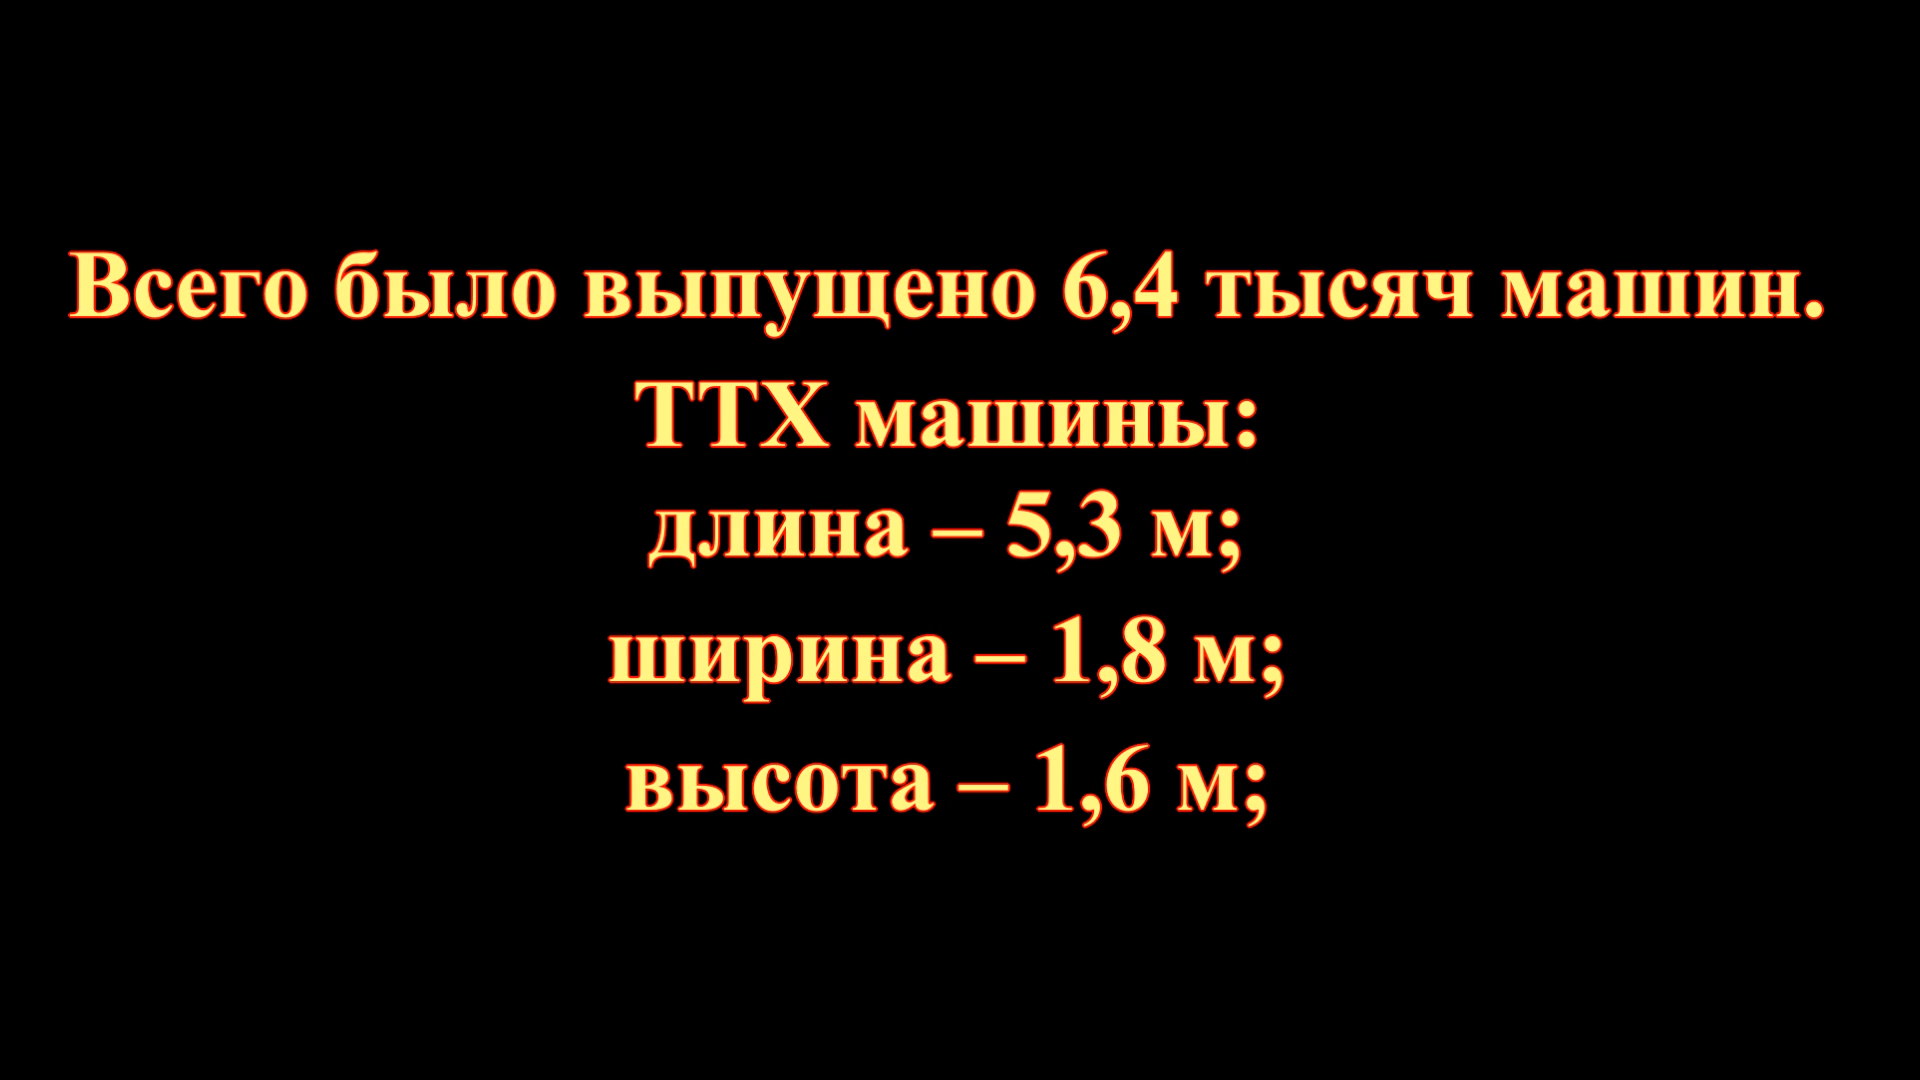 Всего было выпущено 6,4 тысяч машин.
ТТХ машины:
длина – 5,3 м;
ширина – 1,8 м;
высота – 1,6 м;